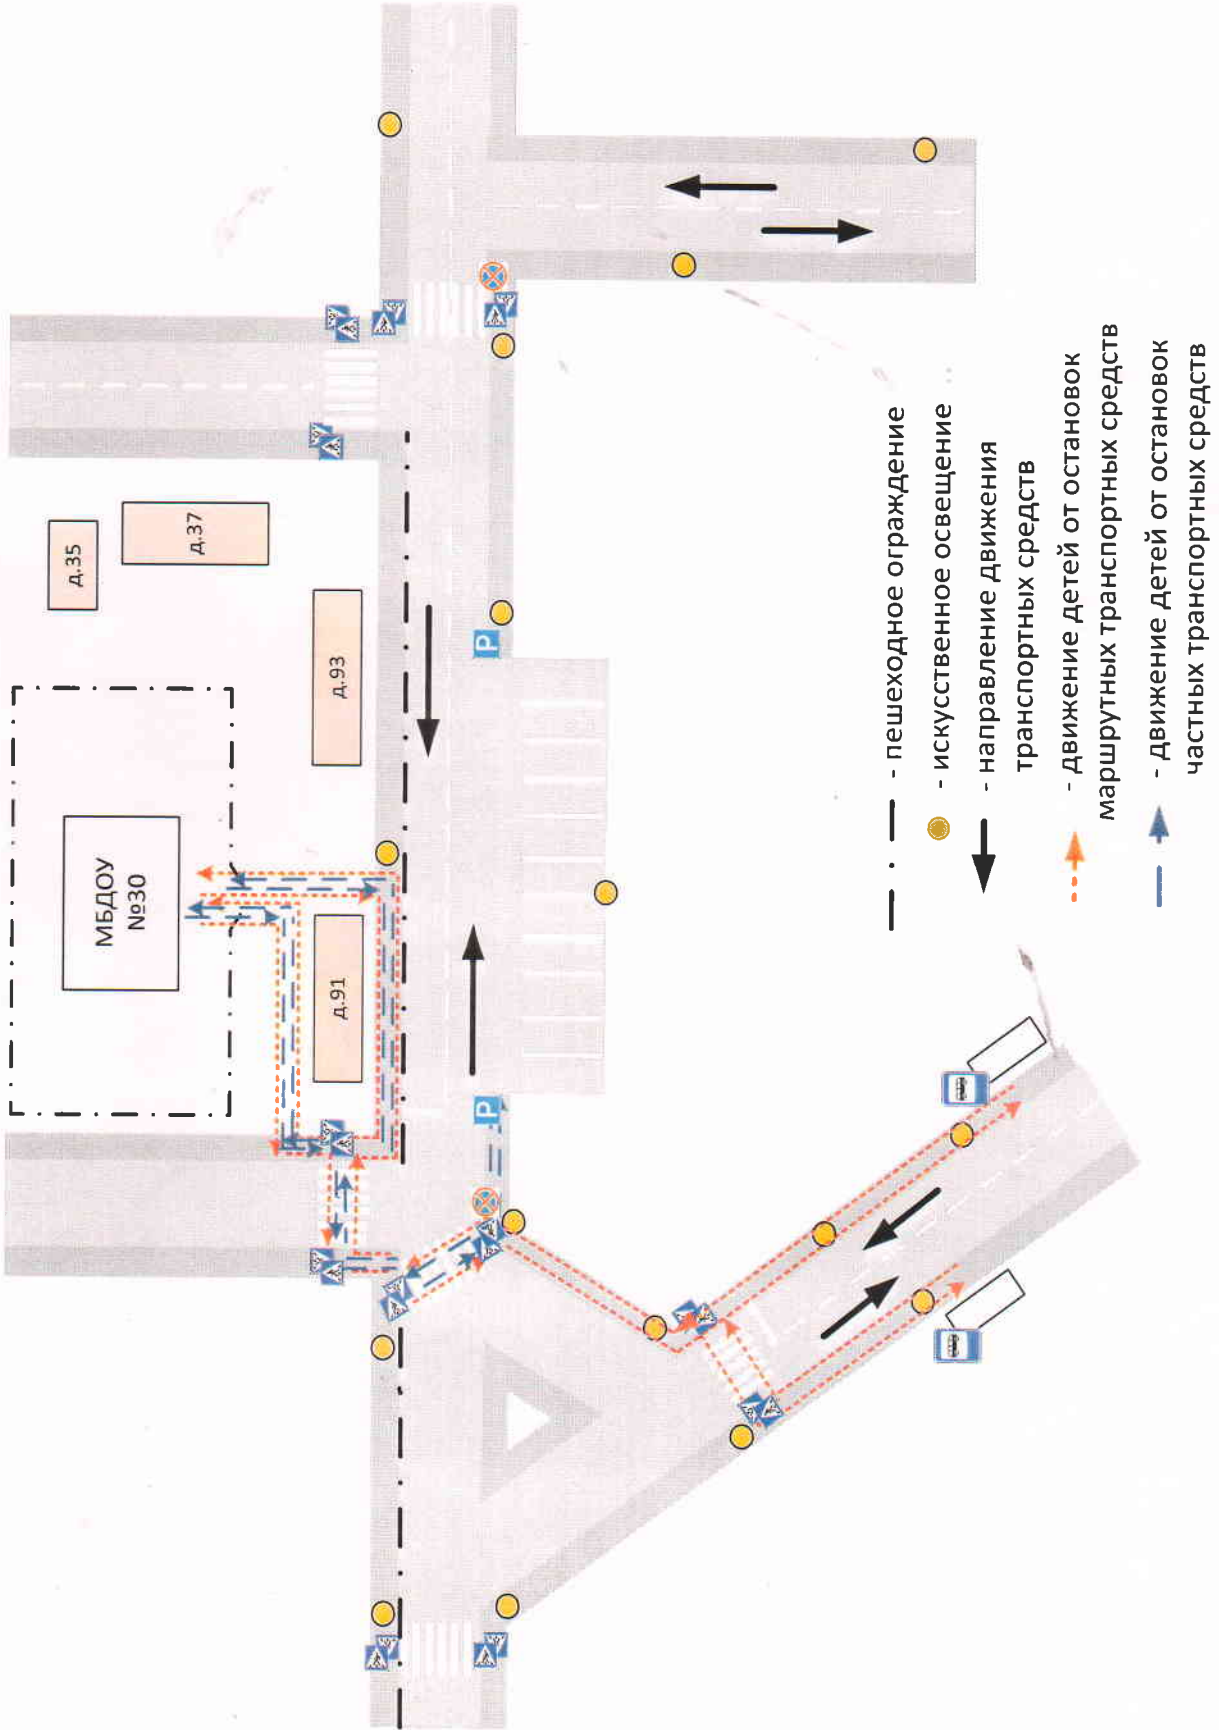 МБДОУ
№30
д.35
д.37
д.93
д.91
P
P
- пешеходное ограждение
- искусственное освещение
- направление движения
транспортных средств
- движение детей от остановок
маршрутных транспортных средств
- движение детей от остановок
частных транспортных средств